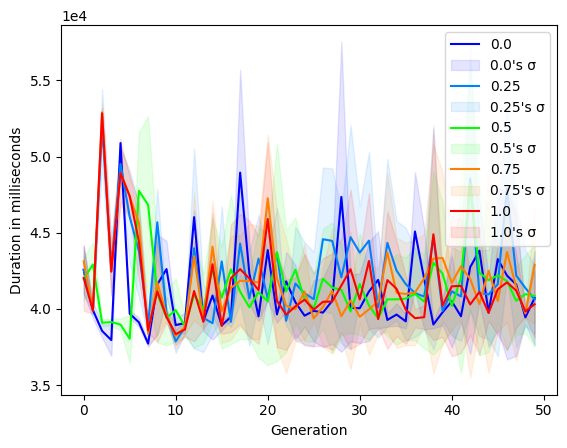 1e4
5.5
5.0
4.5
4.0
3.5
Duration in milliseconds
0 10 20 30 40 50
Generation
0.0
0.0's σ
0.25
0.25's σ
0.5
0.5's σ
0.75
0.75's σ
1.0
1.0's σ